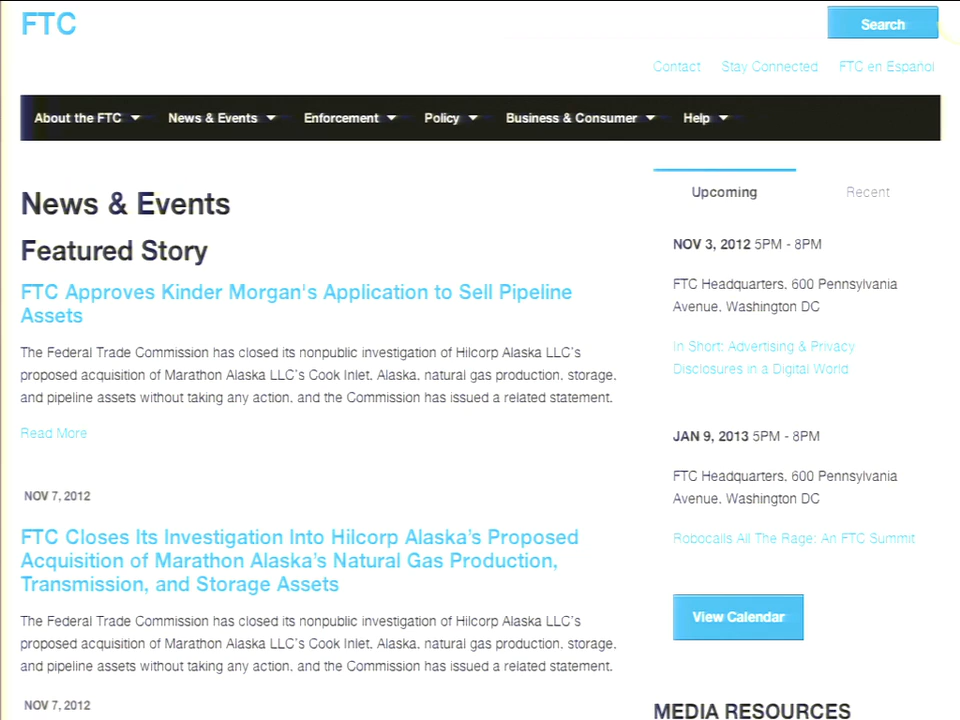 FTC
Search
Contact Stay Connected FTC en Español
About the FTC News & Events Enforcement Policy Business & Consumer Help
News & Events
Featured Story
FTC Approves Kinder Morgan's Application to Sell Pipeline
Assets
The Federal Trade Commission has closed its nonpublic investigation of Hilcorp Alaska LLC's
proposed acquisition of Marathon Alaska LLC's Cook Inlet, Alaska, natural gas production, storage,
and pipeline assets without taking any action, and the Commission has issued a related statement.
Read More
NOV 7, 2012
FTC Closes Its Investigation Into Hilcorp Alaska's Proposed
Acquisition of Marathon Alaska's Natural Gas Production,
Transmission, and Storage Assets
The Federal Trade Commission has closed its nonpublic investigation of Hilcorp Alaska LLC's
proposed acquisition of Marathon Alaska LLC's Cook Inlet, Alaska, natural gas production, storage,
and pipeline assets without taking any action, and the Commission has issued a related statement.
NOV 7, 2012
Upcoming Recent
NOV 3, 2012 5PM - 8PM
FTC Headquarters, 600 Pennsylvania
Avenue, Washington DC
In Short: Advertising & Privacy
Disclosures in a Digital World
JAN 9, 2013 5PM - 8PM
FTC Headquarters, 600 Pennsylvania
Avenue, Washington DC
Robocalls All The Rage: An FTC Summit
View Calendar
MEDIA RESOURCES